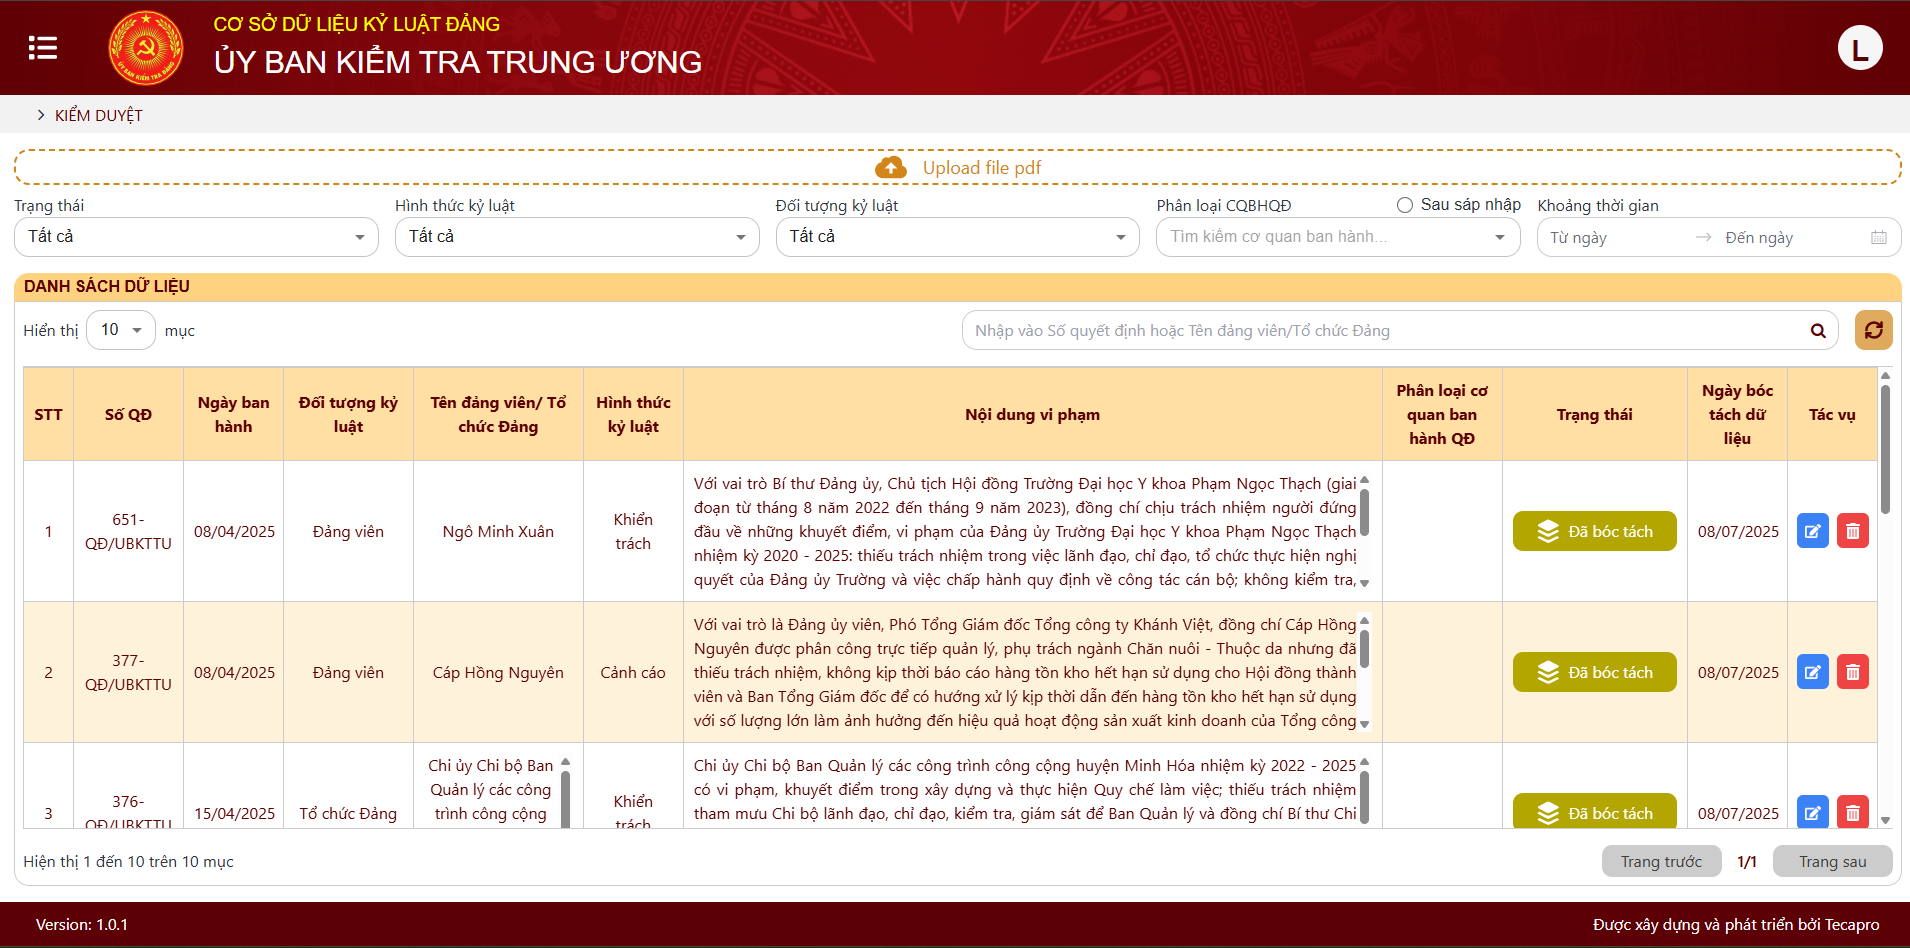 CƠ SỞ DỮ LIỆU KỶ LUẬT ĐẢNG
ỦY BAN KIỂM TRA TRUNG ƯƠNG
ỦY BAN KIỂM TRA ĐẢNG
L
KIỂM DUYỆT
Upload file pdf
Trạng thái
Tất cả
Hình thức kỷ luật
Tất cả
Đối tượng kỷ luật
Tất cả
Phân loại CQBHQĐ
Sau sáp nhập
Tìm kiếm cơ quan ban hành...
Khoảng thời gian
Từ ngày
Đến ngày
DANH SÁCH DỮ LIỆU
Hiển thị 10 mục
Nhập vào Số quyết định hoặc Tên đảng viên/Tổ chức Đảng
STT
Số QĐ
Ngày ban
hành
Đối tượng kỷ
luật
Tên đảng viên/ Tổ
chức Đảng
Hình thức
kỷ luật
Nội dung vi phạm
Phân loại cơ
quan ban
hành QĐ
Trạng thái
Ngày bóc
tách dữ
liệu
Tác vụ
1
651-
QĐ/UBKTTU
08/04/2025
Đảng viên
Ngô Minh Xuân
Khiển
trách
Với vai trò Bí thư Đảng ủy, Chủ tịch Hội đồng Trường Đại học Y khoa Phạm Ngọc Thạch (giai
đoạn từ tháng 8 năm 2022 đến tháng 9 năm 2023), đồng chí chịu trách nhiệm người đứng
đầu về những khuyết điểm, vi phạm của Đảng ủy Trường Đại học Y khoa Phạm Ngọc Thạch
nhiệm kỳ 2020 - 2025: thiếu trách nhiệm trong việc lãnh đạo, chỉ đạo, tổ chức thực hiện nghị
quyết của Đảng ủy Trường và việc chấp hành quy định về công tác cán bộ; không kiểm tra,
Đã bóc tách
08/07/2025
2
377-
QĐ/UBKTTU
08/04/2025
Đảng viên
Cáp Hồng Nguyên
Cảnh cáo
Với vai trò là Đảng ủy viên, Phó Tổng Giám đốc Tổng công ty Khánh Việt, đồng chí Cáp Hồng
Nguyên được phân công trực tiếp quản lý, phụ trách ngành Chăn nuôi - Thuộc da nhưng đã
thiếu trách nhiệm, không kịp thời báo cáo hàng tồn kho hết hạn sử dụng cho Hội đồng thành
viên và Ban Tổng Giám đốc để có hướng xử lý kịp thời dẫn đến hàng tồn kho hết hạn sử dụng
với số lượng lớn làm ảnh hưởng đến hiệu quả hoạt động sản xuất kinh doanh của Tổng công
Đã bóc tách
08/07/2025
3
376-
QĐ/UBKTTU
15/04/2025
Tổ chức Đảng
Chi ủy Chi bộ Ban
Quản lý các công
trình công cộng
Khiển
trách
Chi ủy Chi bộ Ban Quản lý các công trình công cộng huyện Minh Hóa nhiệm kỳ 2022 - 2025
có vi phạm, khuyết điểm trong xây dựng và thực hiện Quy chế làm việc; thiếu trách nhiệm
tham mưu Chi bộ lãnh đạo, chỉ đạo, kiểm tra, giám sát để Ban Quản lý và đồng chí Bí thư Chi
Đã bóc tách
08/07/2025
Hiện thị 1 đến 10 trên 10 mục
Trang trước
1/1
Trang sau
Version: 1.0.1
Được xây dựng và phát triển bởi Tecapro